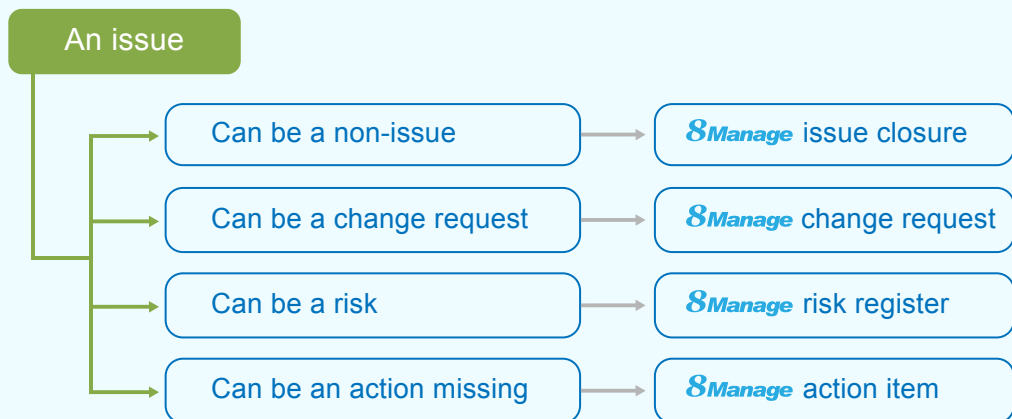 An issue
Can be a non-issue
8Manage issue closure
Can be a change request
8Manage change request
Can be a risk
8Manage risk register
Can be an action missing
8Manage action item